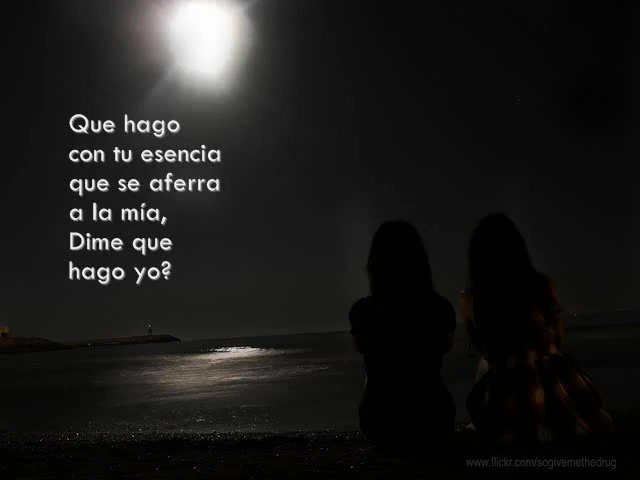 Que hago
con tu esencia
que se aferra
a la mía,
Dime que
hago yo?
www.flickr.com/sogivemethedrug